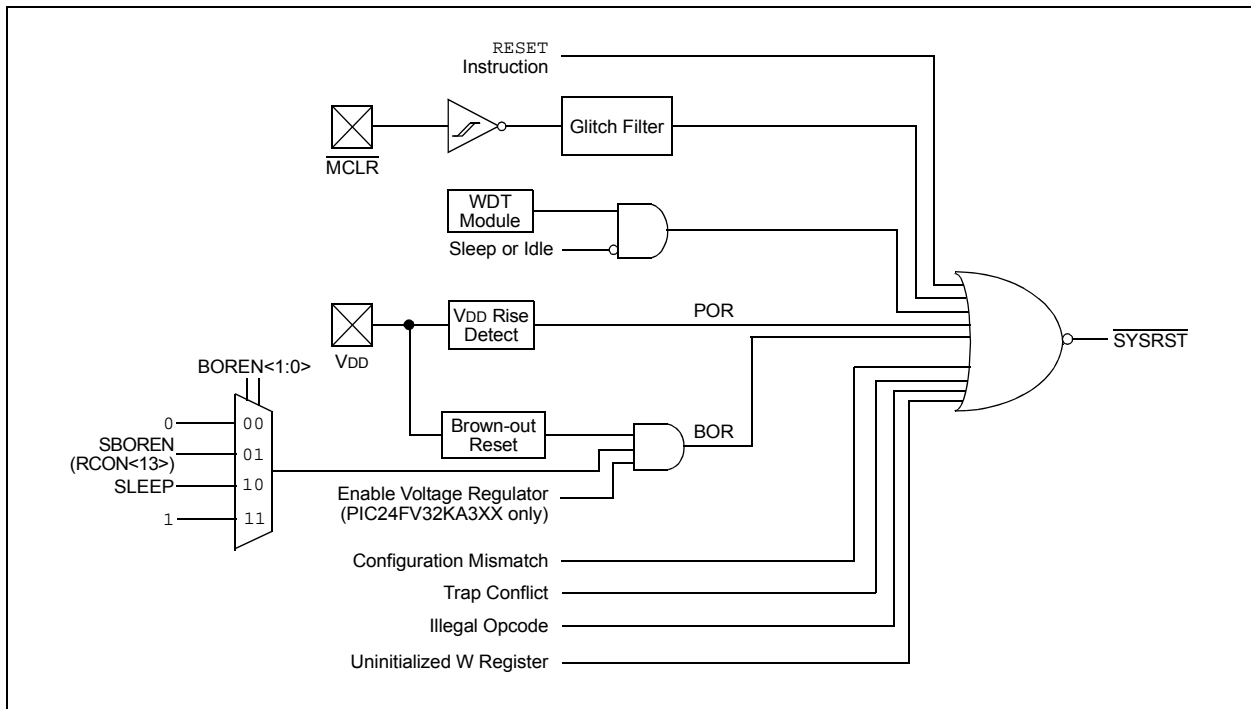 RESET
Instruction
MCLR
Glitch Filter
WDT
Module
Sleep or Idle
VDD
VDD Rise
Detect
POR
SYSRST
BOREN<1:0>
0
00
SBOREN
(RCON<13>)
01
SLEEP
10
1
11
Brown-out
Reset
BOR
Enable Voltage Regulator
(PIC24FV32KA3XX only)
Configuration Mismatch
Trap Conflict
Illegal Opcode
Uninitialized W Register